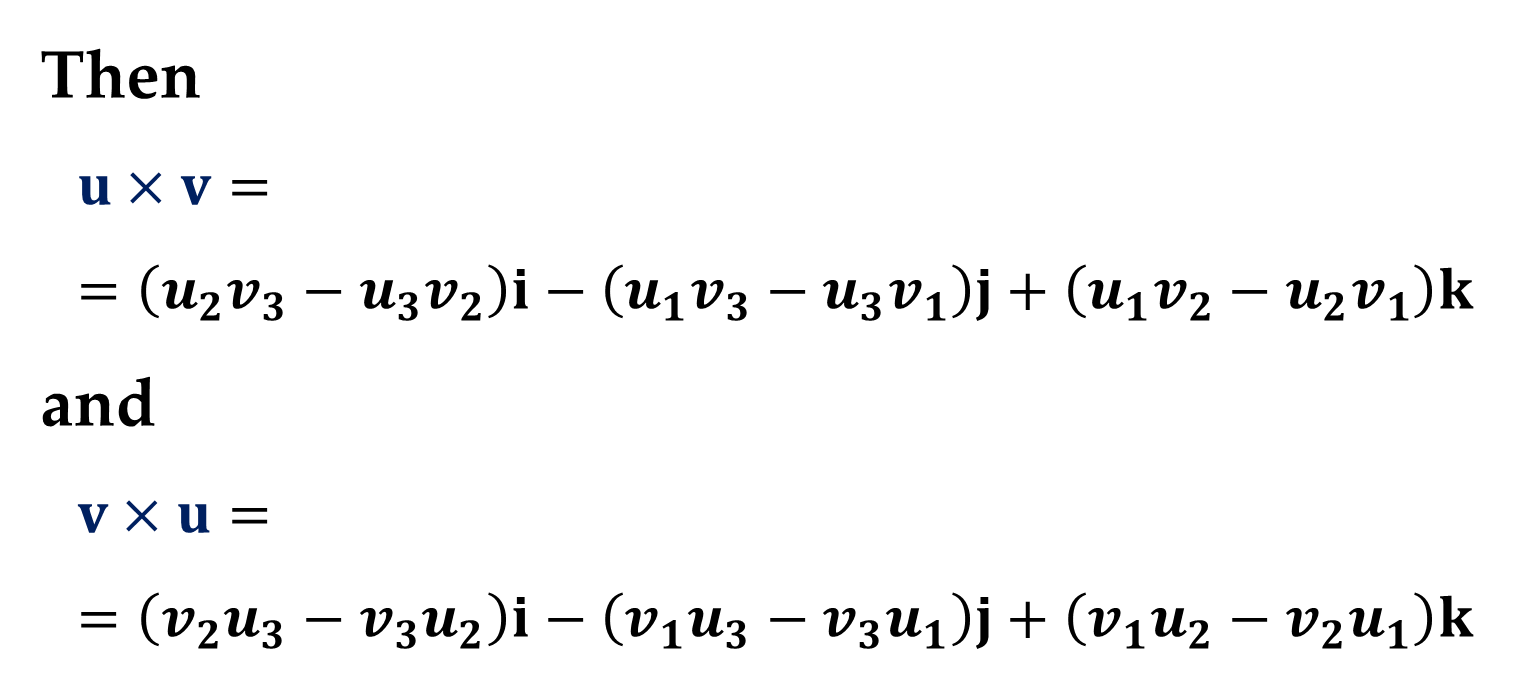 Then
u × v =
= (u₂v₃ − u₃v₂)i − (u₁v₃ − u₃v₁)j + (u₁v₂ − u₂v₁)k
and
v × u =
= (v₂u₃ − v₃u₂)i − (v₁u₃ − v₃u₁)j + (v₁u₂ − v₂u₁)k